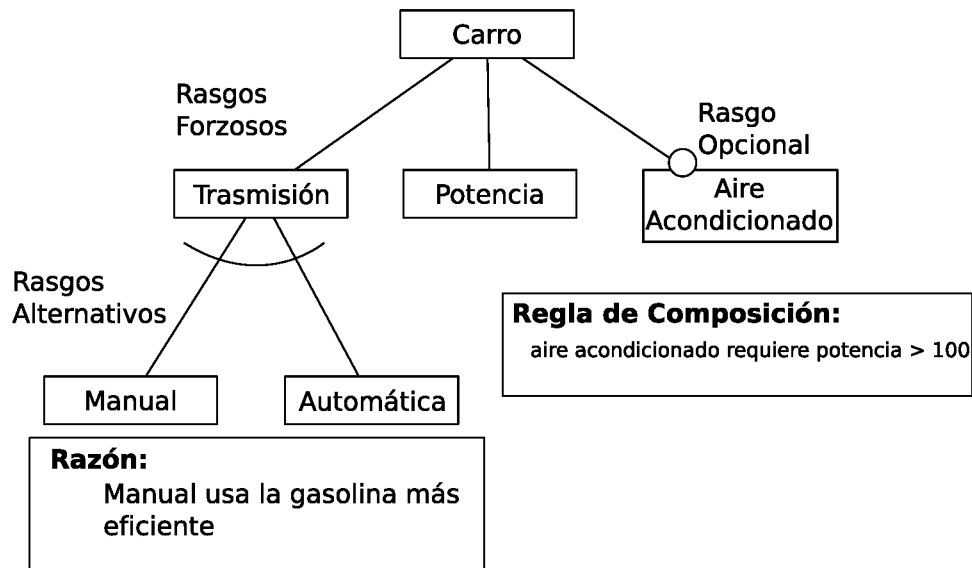 Carro
Rasgos
Forzosos
Rasgo
Opcional
Trasmisión
Potencia
Aire
Acondicionado
Rasgos
Alternativos
Regla de Composición:
aire acondicionado requiere potencia > 100
Manual
Automática
Razón:
Manual usa la gasolina más
eficiente